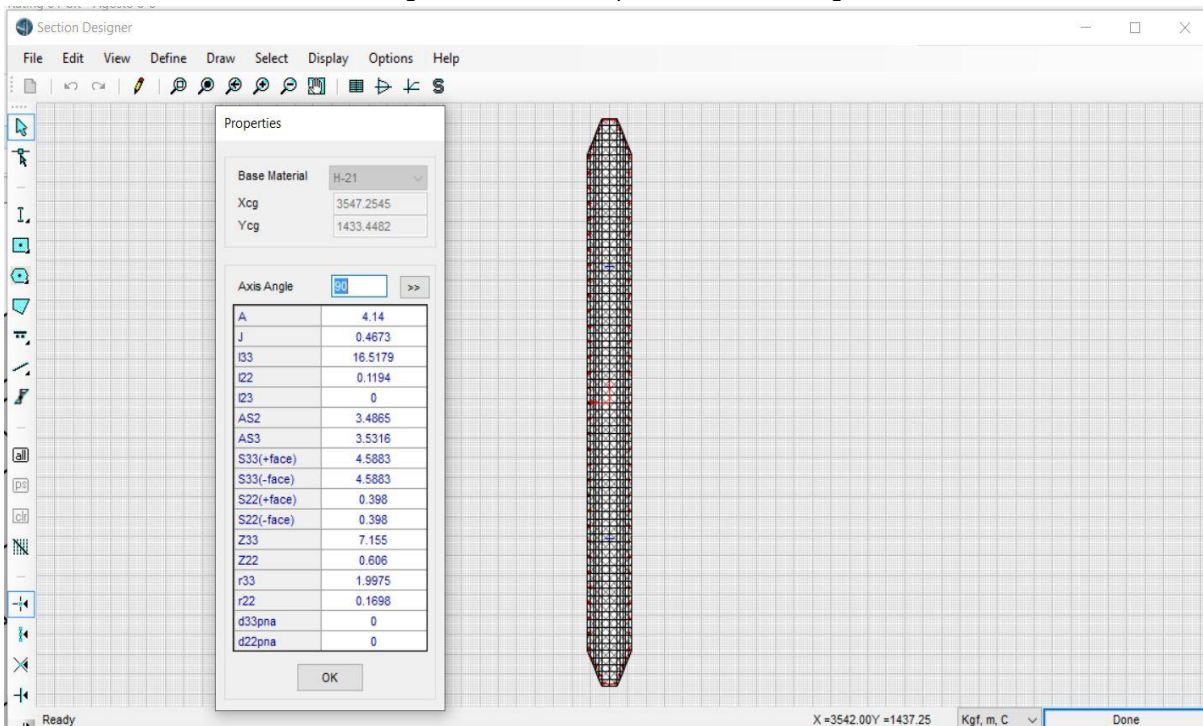 Section Designer
File Edit View Define Draw Select Display Options Help
Properties
Base Material H-21
Xcg 3547.2545
Ycg 1433.4482
Axis Angle 90 >>
A 4.14
J 0.4673
I33 16.5179
I22 0.1194
I23 0
AS2 3.4865
AS3 3.5316
S33(+face) 4.5883
S33(-face) 4.5883
S22(+face) 0.398
S22(-face) 0.398
Z33 7.155
Z22 0.606
r33 1.9975
r22 0.1698
d33pna 0
d22pna 0
OK
all
ps
clr
Ready X =3542.00Y =1437.25 Kgf, m, C Done